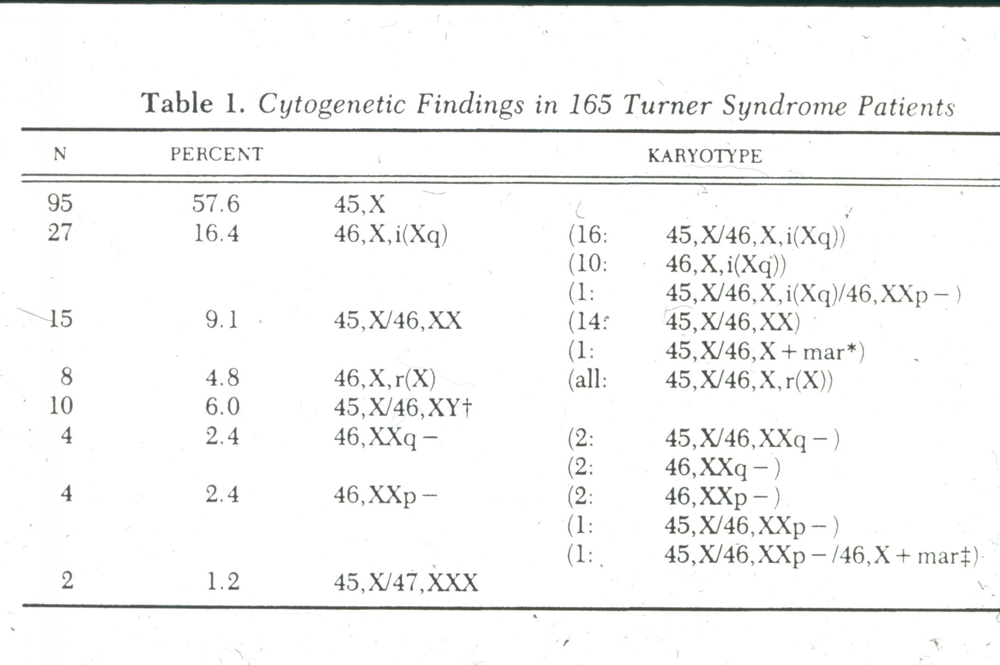 Table 1. Cytogenetic Findings in 165 Turner Syndrome Patients
N PERCENT KARYOTYPE
95 57.6 45,X
27 16.4 46,X,i(Xq) (16: 45,X/46,X,i(Xq))
(10: 46,X,i(Xq))
(1: 45,X/46,X,i(Xq)/46,XXp − )
15 9.1 45,X/46,XX (14: 45,X/46,XX)
(1: 45,X/46,X + mar*)
8 4.8 46,X,r(X) (all: 45,X/46,X,r(X))
10 6.0 45,X/46,XY†
4 2.4 46,XXq − (2: 45,X/46,XXq − )
(2: 46,XXq − )
4 2.4 46,XXp − (2: 46,XXp − )
(1: 45,X/46,XXp − )
(1: 45,X/46,XXp − /46,X + mar‡)
2 1.2 45,X/47,XXX